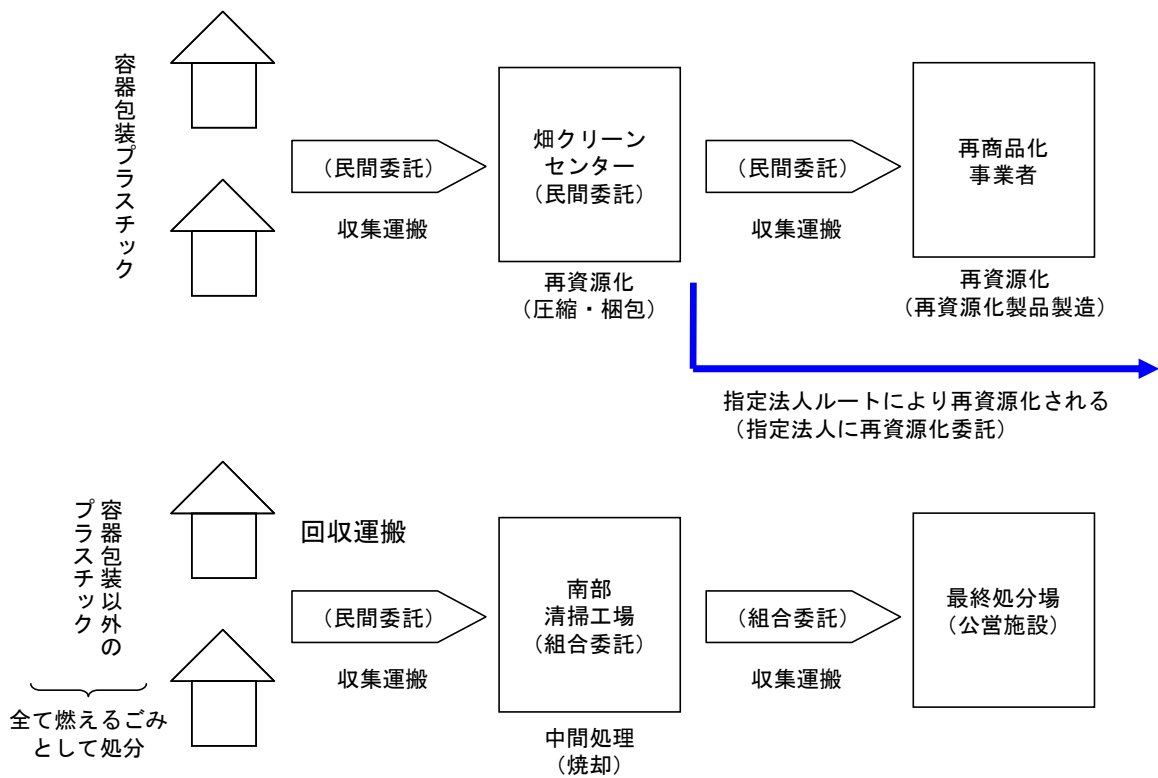 容器包装プラスチック
（民間委託）
収集運搬
畑クリーン
センター
（民間委託）
再資源化
（圧縮・梱包）
（民間委託）
収集運搬
再商品化
事業者
再資源化
（再資源化製品製造）
指定法人ルートにより再資源化される
（指定法人に再資源化委託）
容器包装以外の
プラスチック
全て燃えるごみ
として処分
回収運搬
（民間委託）
収集運搬
南部
清掃工場
（組合委託）
中間処理
（焼却）
（組合委託）
収集運搬
最終処分場
（公営施設）